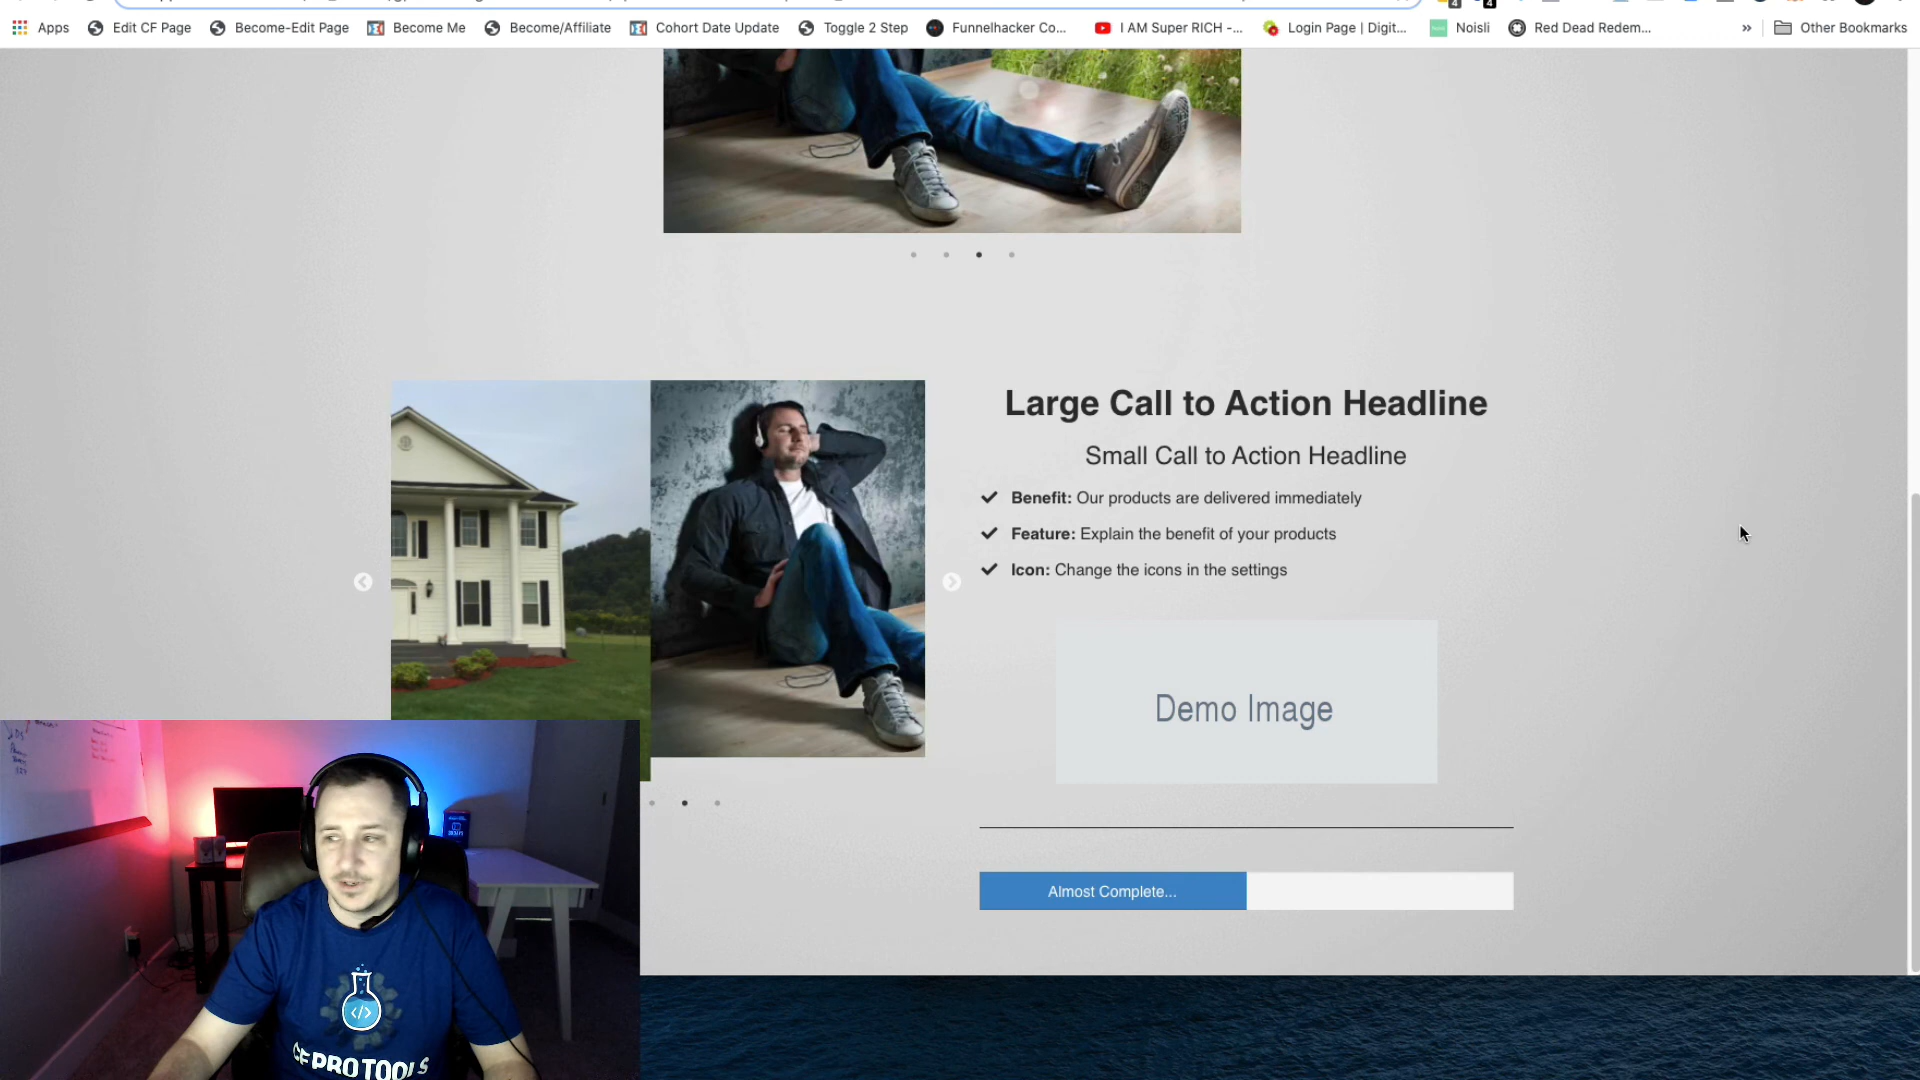 Apps Edit CF Page Become-Edit Page Become Me Become/Affiliate Cohort Date Update Toggle 2 Step Funnelhacker Co... I AM Super RICH -... Login Page | Digit... Noisli Red Dead Redem... » Other Bookmarks
Large Call to Action Headline
Small Call to Action Headline
Benefit: Our products are delivered immediately
Feature: Explain the benefit of your products
Icon: Change the icons in the settings
Demo Image
Almost Complete...
</>
CF PRO TOOLS